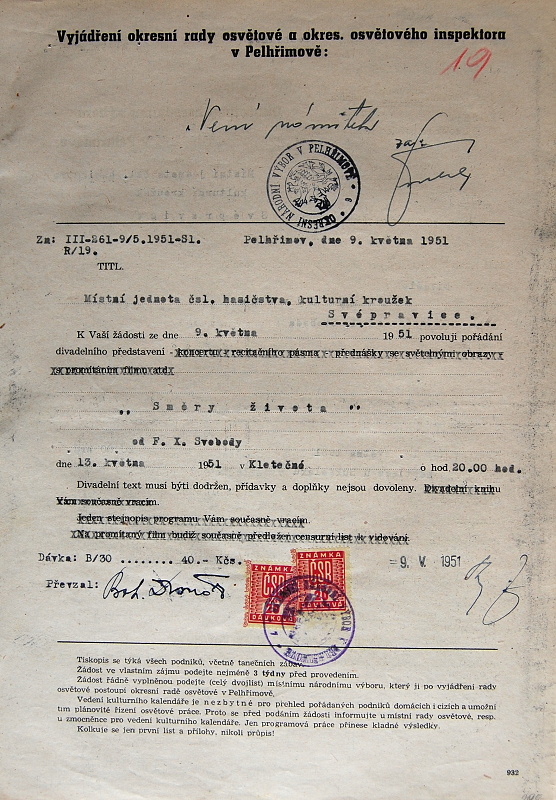 Vyjádření okresní rady osvětové a okres. osvětového inspektora
v Pelhřimově:
19
Není námitek
OKRESNÍ NÁRODNÍ VÝBOR V PELHŘIMOVĚ * 6 *
Zn: III-261-9/5.1951-Sl. Pelhřimov, dne 9. května 1951
R/19.
TITL.
Místní jednota čsl. hasičstva, kulturní kroužek
Svépravice.
K Vaší žádosti ze dne 9. května 1951 povoluji pořádání
divadelního představení - koncertu - recitačního pásma - přednášky se světelnými obrazy
s promítáním filmu atd.
„ Směry života "
od F. X. Svobody
dne 13. května 1951 v Kletečné o hod. 20.00 hod.
Divadelní text musí býti dodržen, přídavky a doplňky nejsou dovoleny. Divadelní knihu
Vám současně vracím.
Jeden stejnopis programu Vám současně vracím.
Na promítaný film budiž současně předložen censurní list k vidování.
Dávka: B/30 40.- Kčs. = 9. V. 1951
Převzal:
ZNÁMKA ZNÁMKA
ČSR ČSR
20
DÁVKOVÁ DÁVKOVÁ
Tiskopis se týká všech podniků, včetně tanečních zábav.
Žádost ve vlastním zájmu podejte nejméně 3 týdny před provedením.
Žádost řádně vyplněnou podejte (celý dvojlist) místnímu národnímu výboru, který ji po vyjádření rady
osvětové postoupí okresní radě osvětové v Pelhřimově.
Vedení kulturního kalendáře je nezbytné pro přehled pořádaných podniků domácích i cizích a umožní
tím plánovité řízení osvětové práce. Proto se před podáním žádosti informujte u místní rady osvětové, resp.
u zmocněnce pro vedení kulturního kalendáře. Jen programová práce přinese kladné výsledky.
Kolkuje se jen první list a přílohy, nikoli průpis!
932